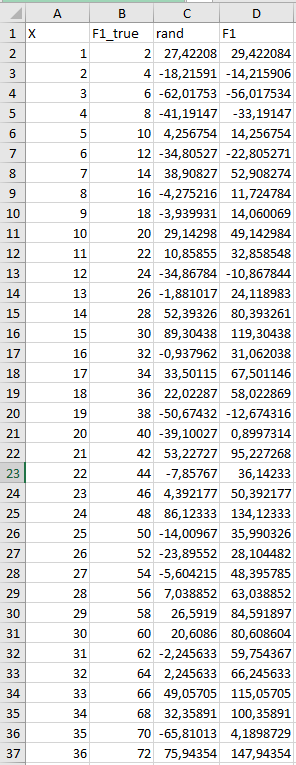 A B C D
1 X F1_true rand F1
2 1 2 27,42208 29,422084
3 2 4 -18,21591 -14,215906
4 3 6 -62,01753 -56,017534
5 4 8 -41,19147 -33,19147
6 5 10 4,256754 14,256754
7 6 12 -34,80527 -22,805271
8 7 14 38,90827 52,908274
9 8 16 -4,275216 11,724784
10 9 18 -3,939931 14,060069
11 10 20 29,14298 49,142984
12 11 22 10,85855 32,858548
13 12 24 -34,86784 -10,867844
14 13 26 -1,881017 24,118983
15 14 28 52,39326 80,393261
16 15 30 89,30438 119,30438
17 16 32 -0,937962 31,062038
18 17 34 33,50115 67,501146
19 18 36 22,02287 58,022869
20 19 38 -50,67432 -12,674316
21 20 40 -39,10027 0,8997314
22 21 42 53,22727 95,227268
23 22 44 -7,85767 36,14233
24 23 46 4,392177 50,392177
25 24 48 86,12333 134,12333
26 25 50 -14,00967 35,990326
27 26 52 -23,89552 28,104482
28 27 54 -5,604215 48,395785
29 28 56 7,038852 63,038852
30 29 58 26,5919 84,591897
31 30 60 20,6086 80,608604
32 31 62 -2,245633 59,754367
33 32 64 2,245633 66,245633
34 33 66 49,05705 115,05705
35 34 68 32,35891 100,35891
36 35 70 -65,81013 4,1898729
37 36 72 75,94354 147,94354